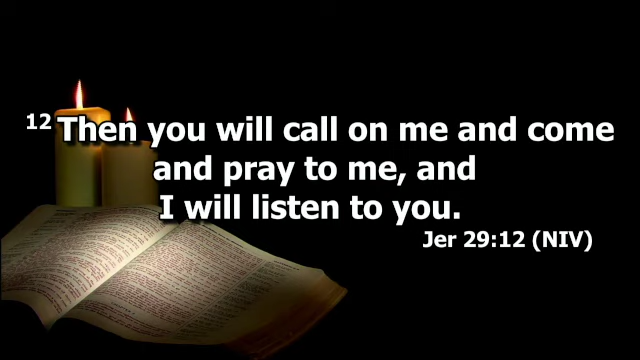 12 Then you will call on me and come
and pray to me, and
I will listen to you.
Jer 29:12 (NIV)